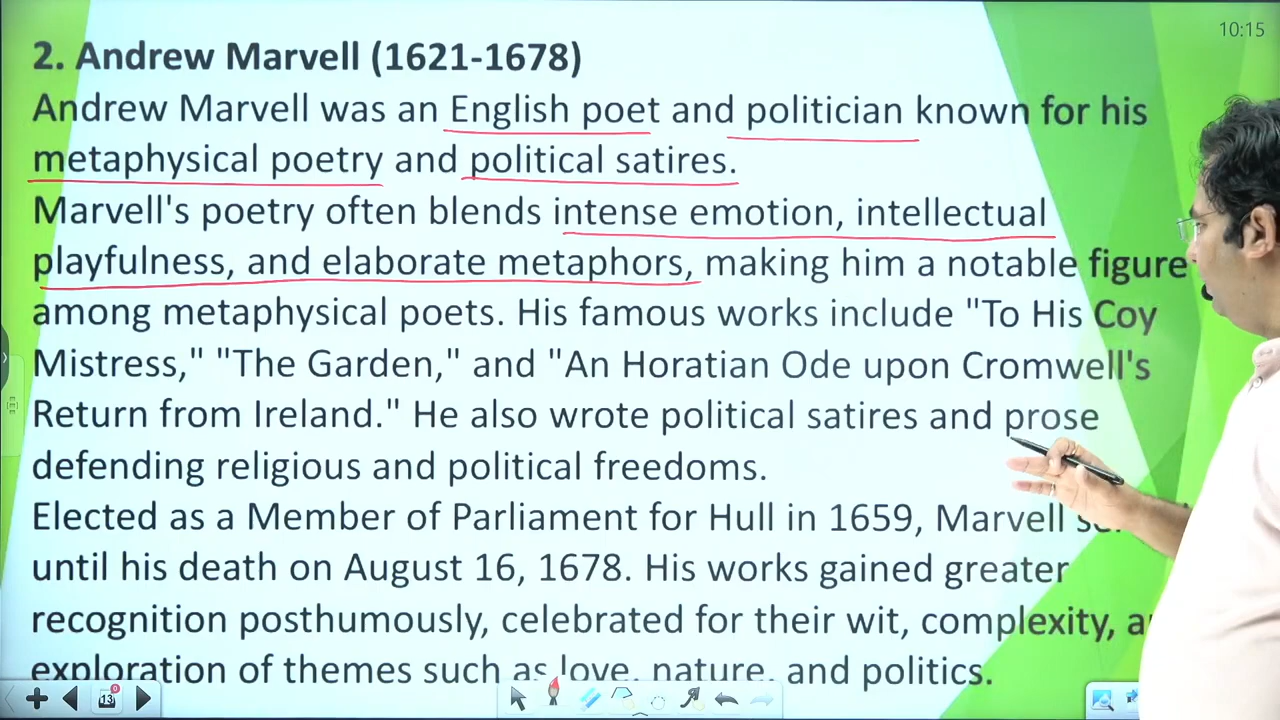 10:15
2. Andrew Marvell (1621-1678)
Andrew Marvell was an English poet and politician known for his
metaphysical poetry and political satires.
Marvell's poetry often blends intense emotion, intellectual
playfulness, and elaborate metaphors, making him a notable figure
among metaphysical poets. His famous works include "To His Coy
Mistress," "The Garden," and "An Horatian Ode upon Cromwell's
Return from Ireland." He also wrote political satires and prose
defending religious and political freedoms.
Elected as a Member of Parliament for Hull in 1659, Marvell
until his death on August 16, 1678. His works gained greater
recognition posthumously, celebrated for their wit, complexity,
exploration of themes such as love, nature, and politics.
13